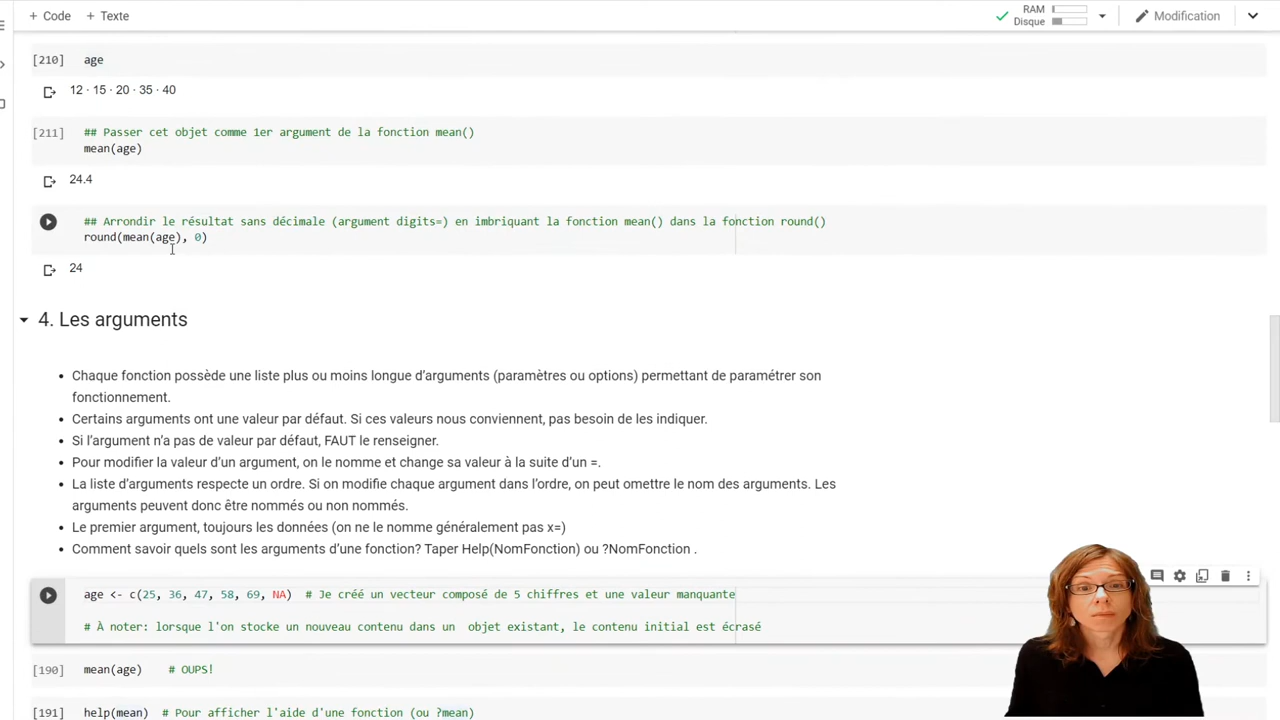 + Code + Texte
RAM
Disque
Modification
[210] age
12 · 15 · 20 · 35 · 40
[211] ## Passer cet objet comme 1er argument de la fonction mean()
mean(age)
24.4
## Arrondir le résultat sans décimale (argument digits=) en imbriquant la fonction mean() dans la fonction round()
round(mean(age), 0)
24
4. Les arguments
• Chaque fonction possède une liste plus ou moins longue d’arguments (paramètres ou options) permettant de paramétrer son
fonctionnement.
• Certains arguments ont une valeur par défaut. Si ces valeurs nous conviennent, pas besoin de les indiquer.
• Si l’argument n’a pas de valeur par défaut, FAUT le renseigner.
• Pour modifier la valeur d’un argument, on le nomme et change sa valeur à la suite d’un =.
• La liste d’arguments respecte un ordre. Si on modifie chaque argument dans l’ordre, on peut omettre le nom des arguments. Les
arguments peuvent donc être nommés ou non nommés.
• Le premier argument, toujours les données (on ne le nomme généralement pas x=)
• Comment savoir quels sont les arguments d’une fonction? Taper Help(NomFonction) ou ?NomFonction .
age <- c(25, 36, 47, 58, 69, NA) # Je créé un vecteur composé de 5 chiffres et une valeur manquante
# À noter: lorsque l'on stocke un nouveau contenu dans un objet existant, le contenu initial est écrasé
[190] mean(age) # OUPS!
[191] help(mean) # Pour afficher l'aide d'une fonction (ou ?mean)